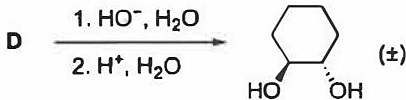 D
1. HO⁻, H₂O
2. H⁺, H₂O
HO
OH
(±)